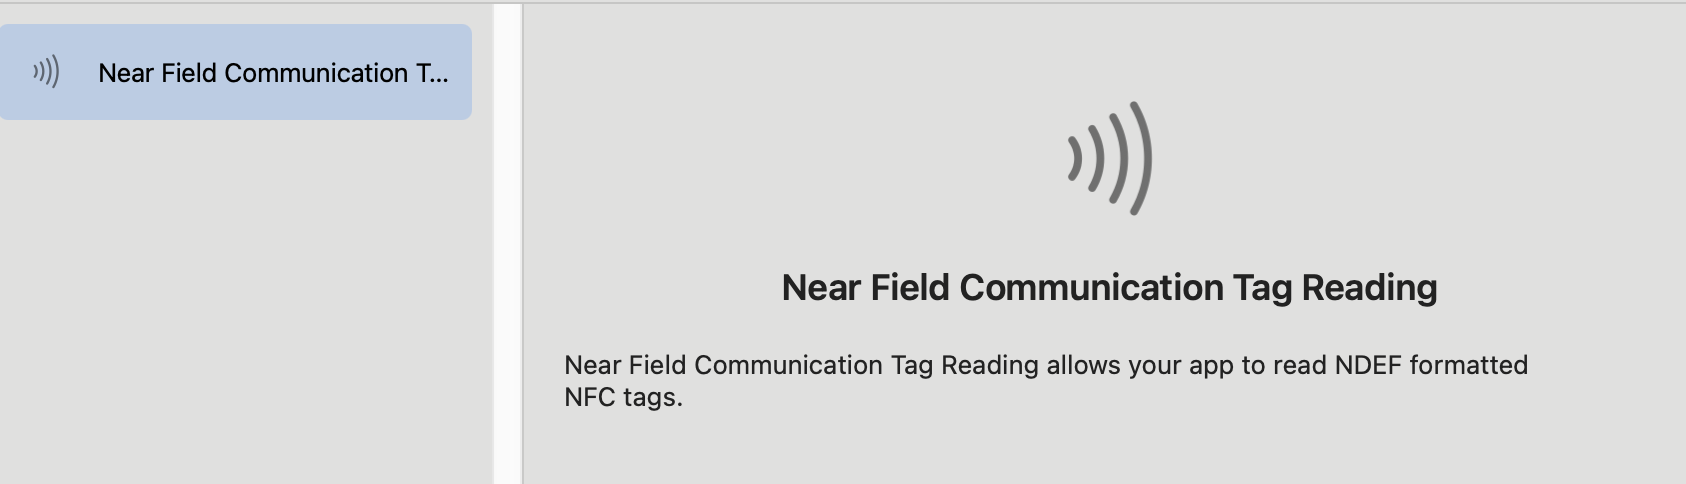 Near Field Communication T...
Near Field Communication Tag Reading
Near Field Communication Tag Reading allows your app to read NDEF formatted
NFC tags.